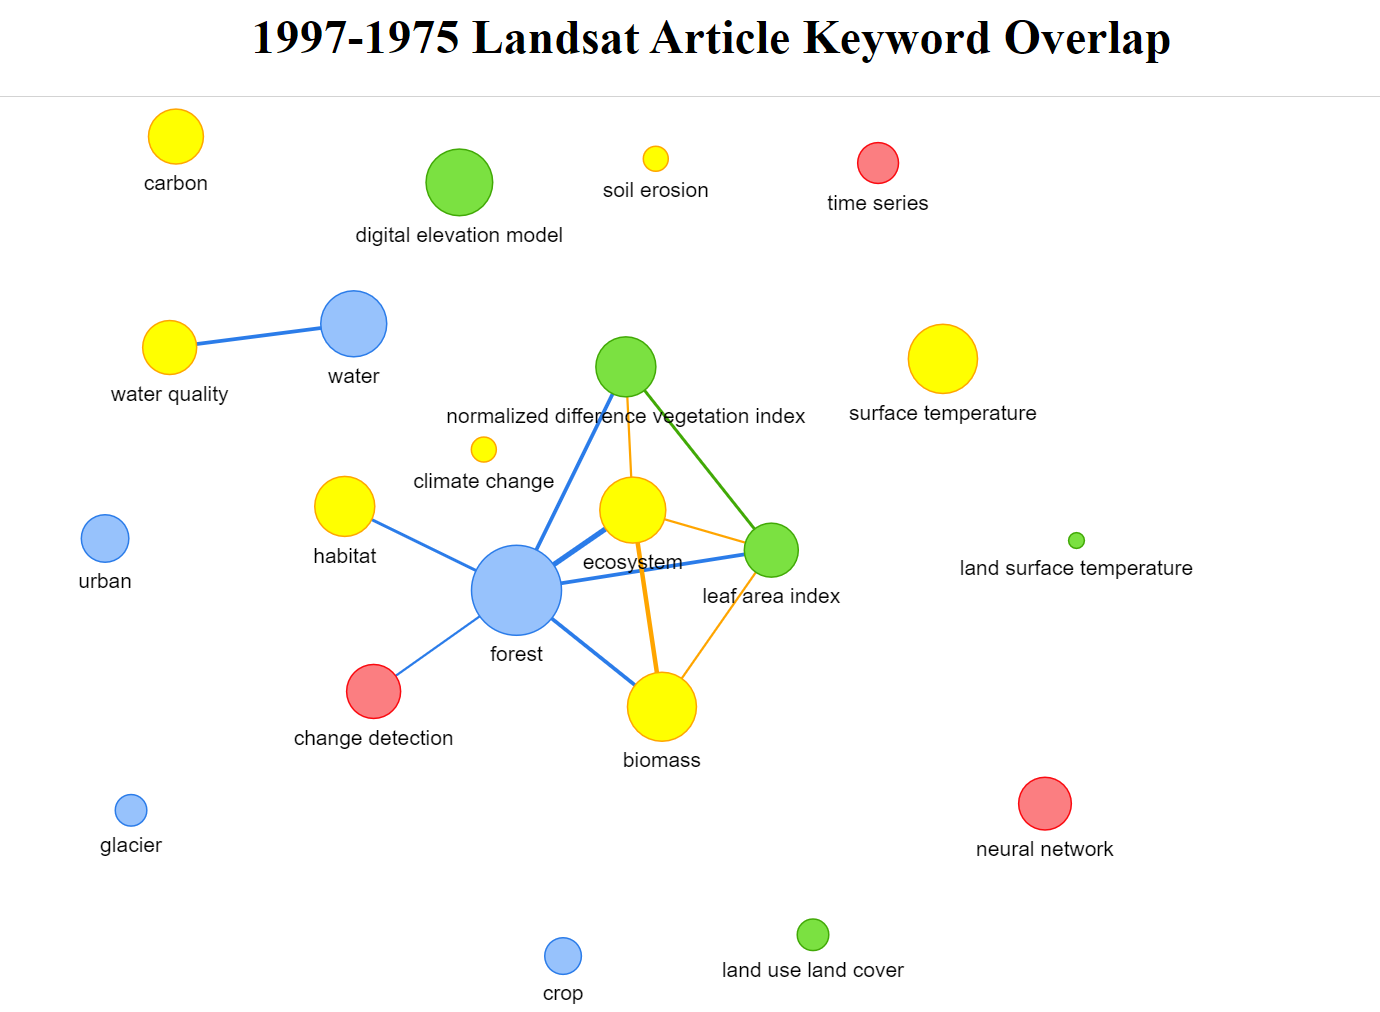 1997-1975 Landsat Article Keyword Overlap
carbon
digital elevation model
soil erosion
time series
water quality
water
normalized difference vegetation index
surface temperature
climate change
habitat
ecosystem
urban
leaf area index
land surface temperature
forest
change detection
biomass
glacier
neural network
crop
land use land cover